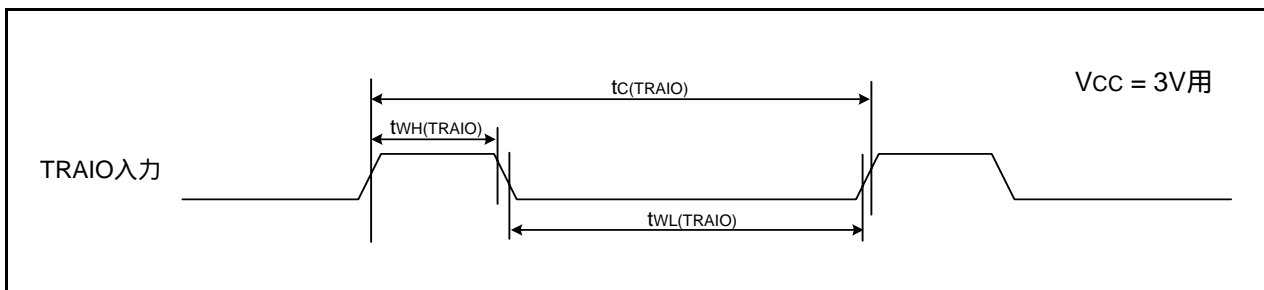 tC(TRAIO)
VCC = 3V用
tWH(TRAIO)
TRAIO入力
tWL(TRAIO)